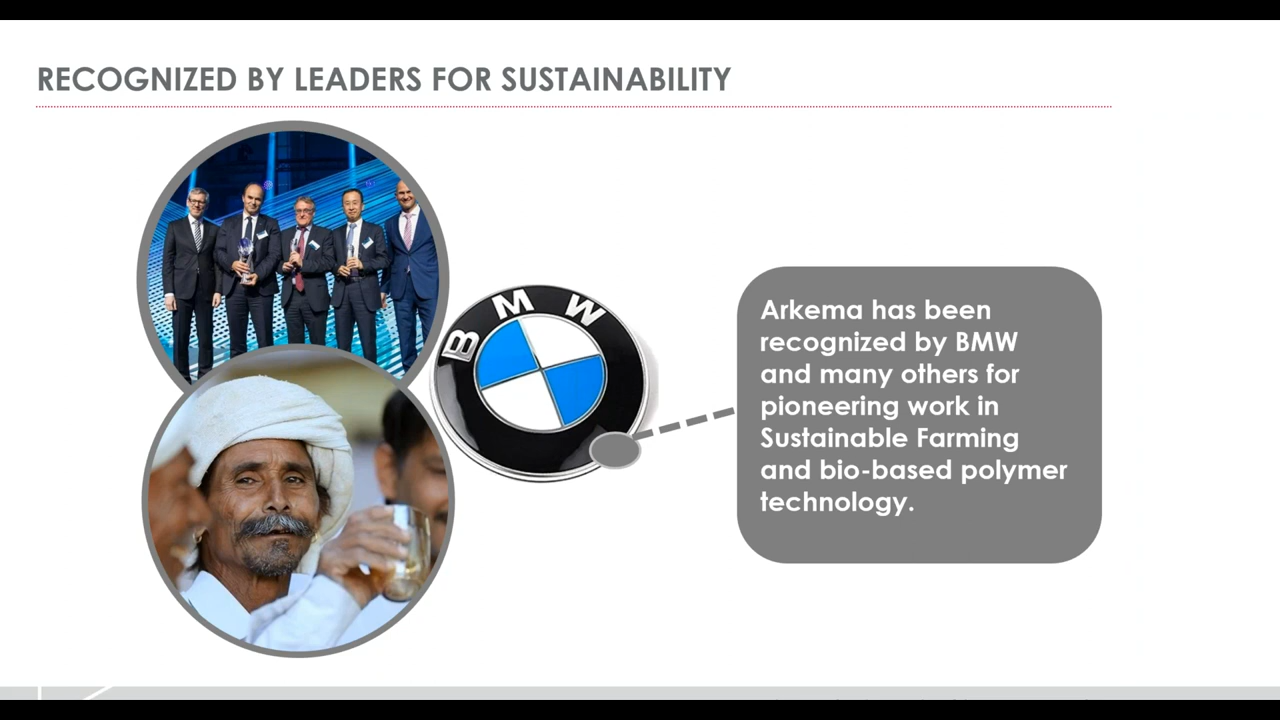 RECOGNIZED BY LEADERS FOR SUSTAINABILITY
BMW
Arkema has been
recognized by BMW
and many others for
pioneering work in
Sustainable Farming
and bio-based polymer
technology.